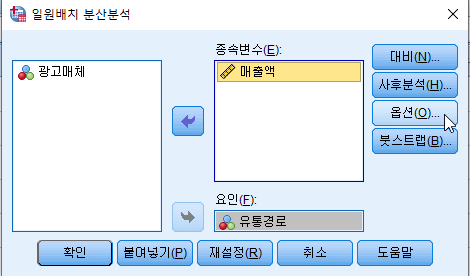 일원배치 분산분석
종속변수(E):
광고매체
매출액
대비(N)...
사후분석(H)...
옵션(O)...
붓스트랩(B)...
요인(F):
유통경로
확인
붙여넣기(P)
재설정(R)
취소
도움말